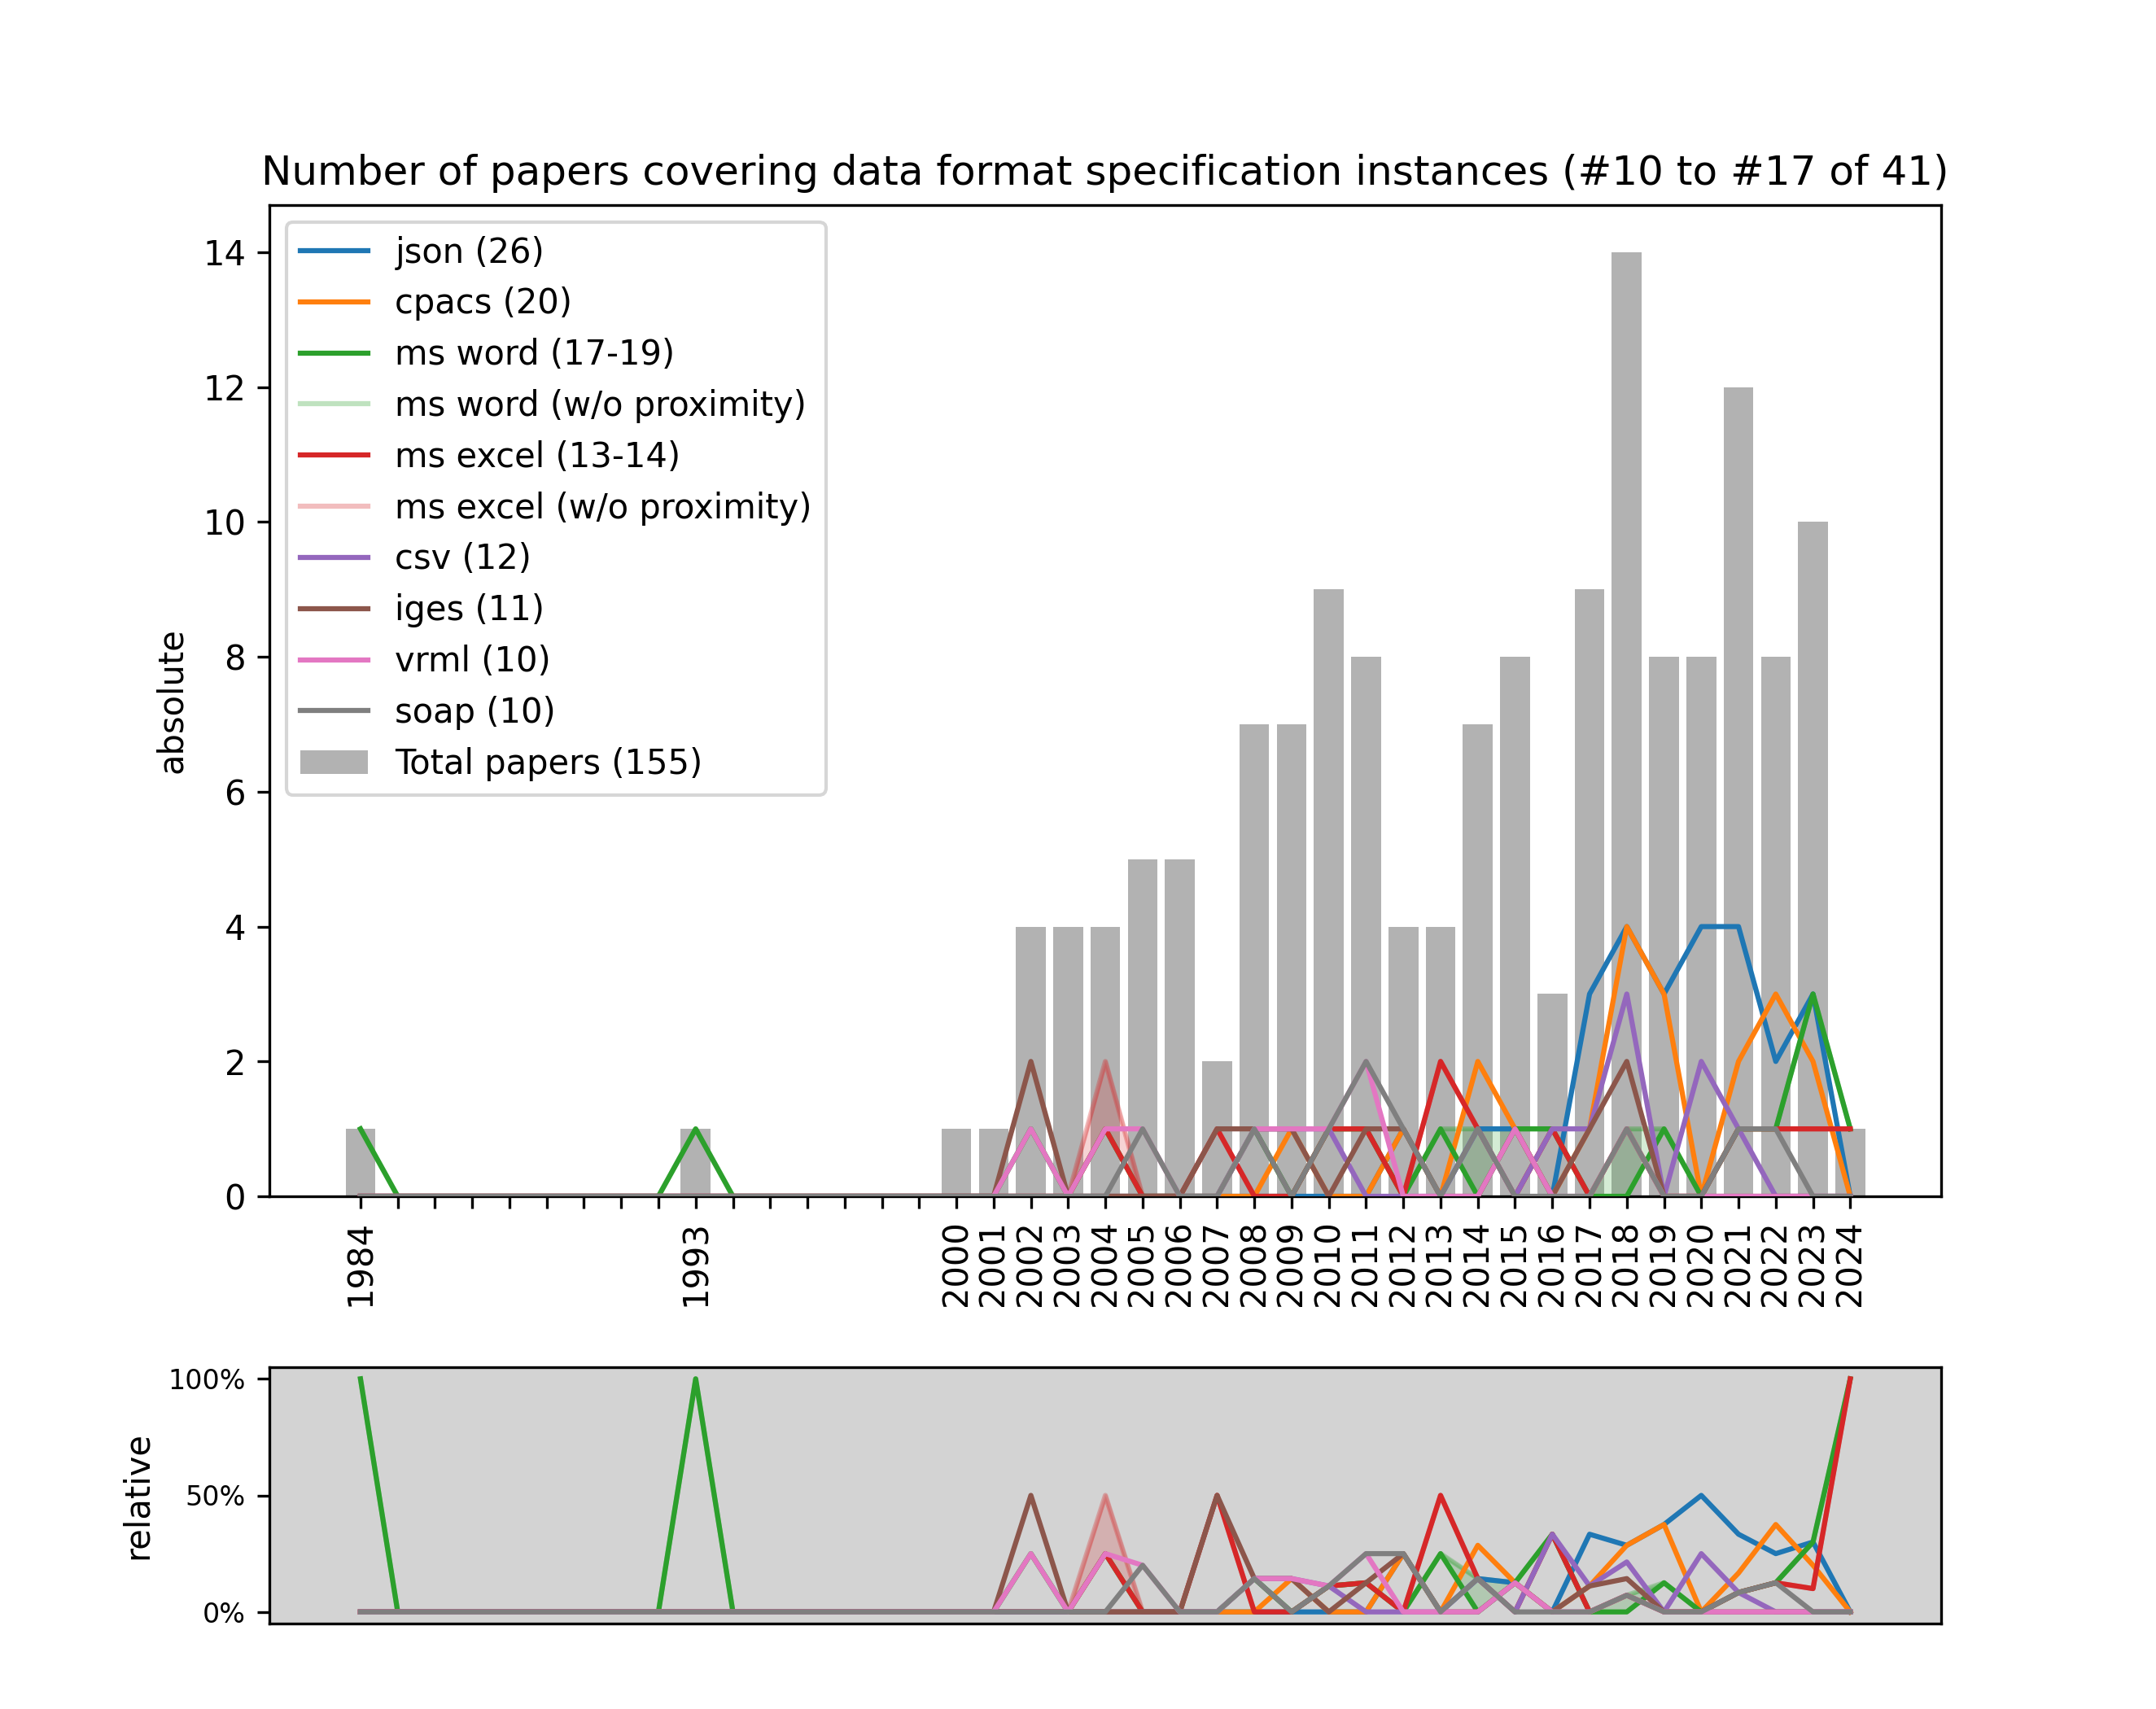 Number of papers covering data format specification instances (#10 to #17 of 41)
absolute
14
12
10
8
6
4
2
0
json (26)
cpacs (20)
ms word (17-19)
ms word (w/o proximity)
ms excel (13-14)
ms excel (w/o proximity)
csv (12)
iges (11)
vrml (10)
soap (10)
Total papers (155)
1984
1993
2000
2001
2002
2003
2004
2005
2006
2007
2008
2009
2010
2011
2012
2013
2014
2015
2016
2017
2018
2019
2020
2021
2022
2023
2024
relative
100%
50%
0%